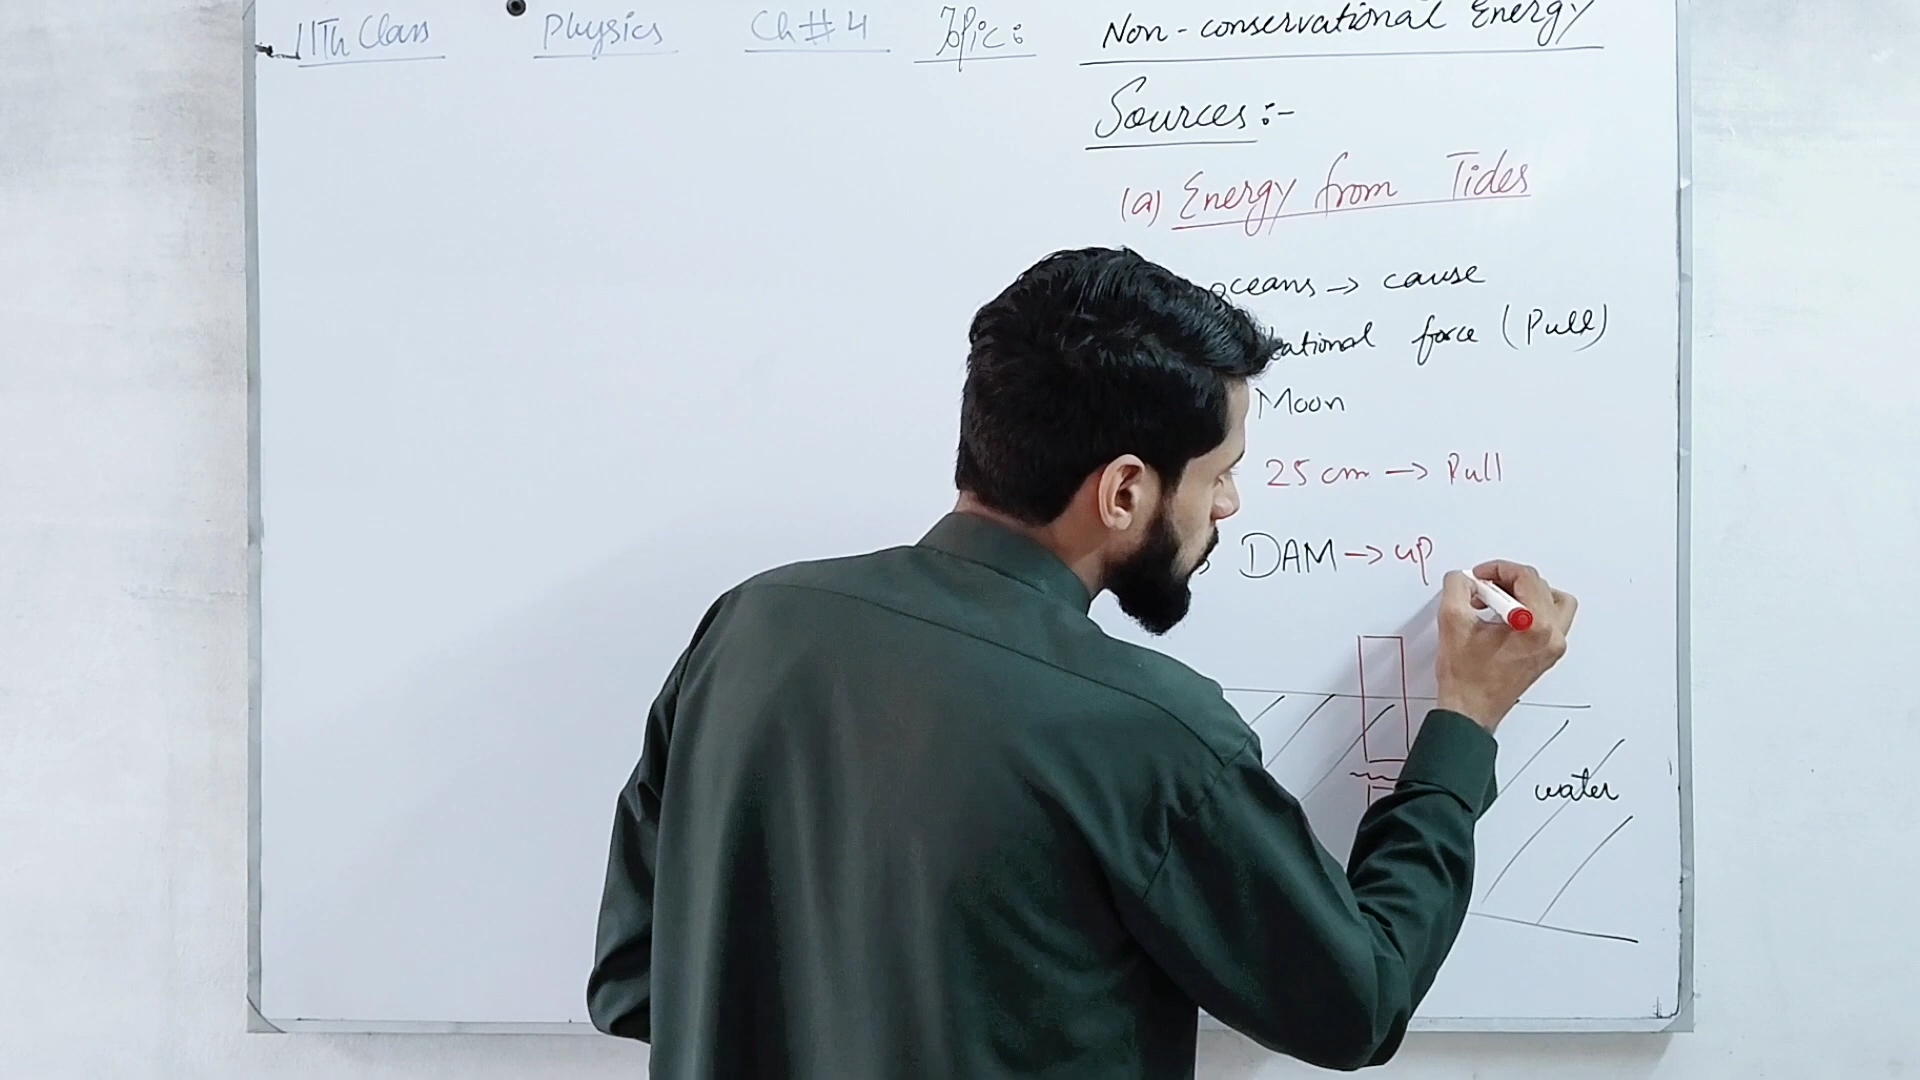 11Th Class Physics Ch # 4 Topic: Non-conservational Energy
Sources:-
(a) Energy from Tides
oceans → cause
force (Pull)
Moon
25 cm → Pull
DAM → up
water